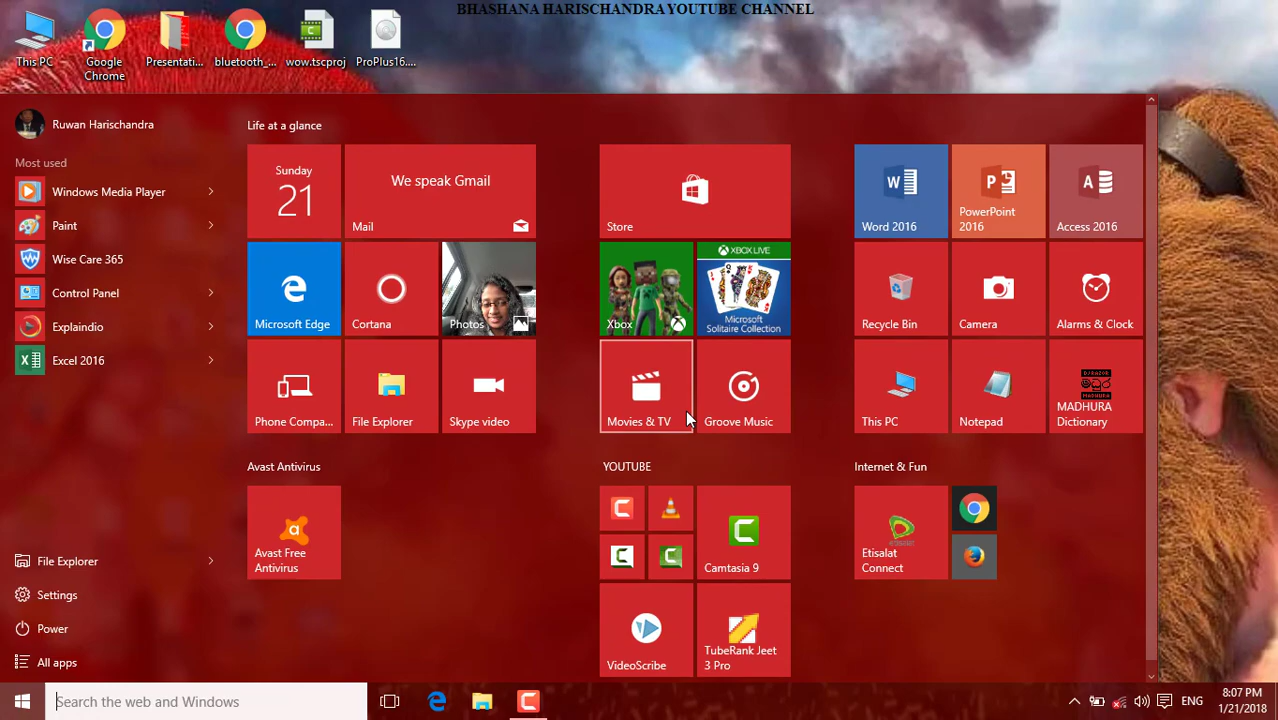 BHASHANA HARISCHANDRA YOUTUBE CHANNEL
This PC
Google
Chrome
Presentati...
bluetooth_...
wow.tscproj
ProPlus16....
Ruwan Harischandra
Most used
Windows Media Player
Paint
Wise Care 365
Control Panel
Explaindio
Excel 2016
File Explorer
Settings
Power
All apps
Life at a glance
Sunday
21
We speak Gmail
Mail
Microsoft Edge
Cortana
Photos
Phone Compa...
File Explorer
Skype video
Avast Antivirus
Avast Free
Antivirus
Store
Xbox
XBOX LIVE
Microsoft
Solitaire Collection
Movies & TV
Groove Music
YOUTUBE
Camtasia 9
VideoScribe
TubeRank Jeet
3 Pro
Word 2016
PowerPoint
2016
Access 2016
Recycle Bin
Camera
Alarms & Clock
This PC
Notepad
MADHURA
Dictionary
Internet & Fun
Etisalat
Connect
Search the web and Windows
ENG
8:07 PM
1/21/2018